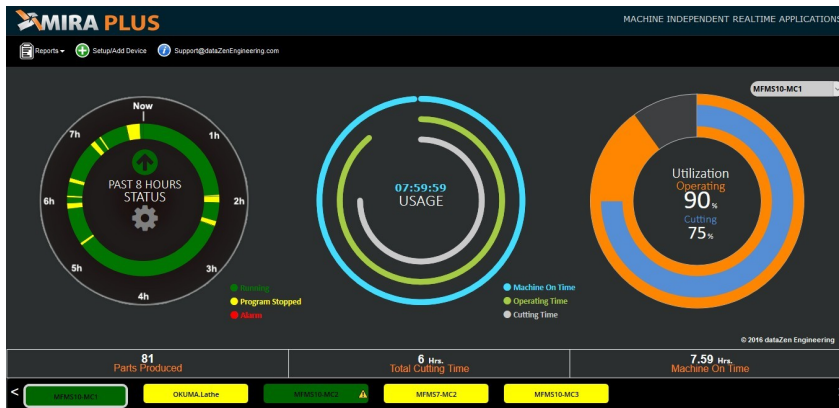 MIRA PLUS
MACHINE INDEPENDENT REALTIME APPLICATIONS
Reports
Setup/Add Device
Support@dataZenEngineering.com
MFMS10-MC1
Now
1h
2h
3h
4h
5h
6h
7h
PAST 8 HOURS
STATUS
Running
Program Stopped
Alarm
07:59:59
USAGE
Machine On Time
Operating Time
Cutting Time
Utilization
Operating
90 %
Cutting
75 %
© 2016 dataZen Engineering
81
Parts Produced
6 Hrs.
Total Cutting Time
7.59 Hrs.
Machine On Time
<
MFMS10-MC1
OKUMA.Lathe
MFMS10-MC2
MFMS7-MC2
MFMS10-MC3